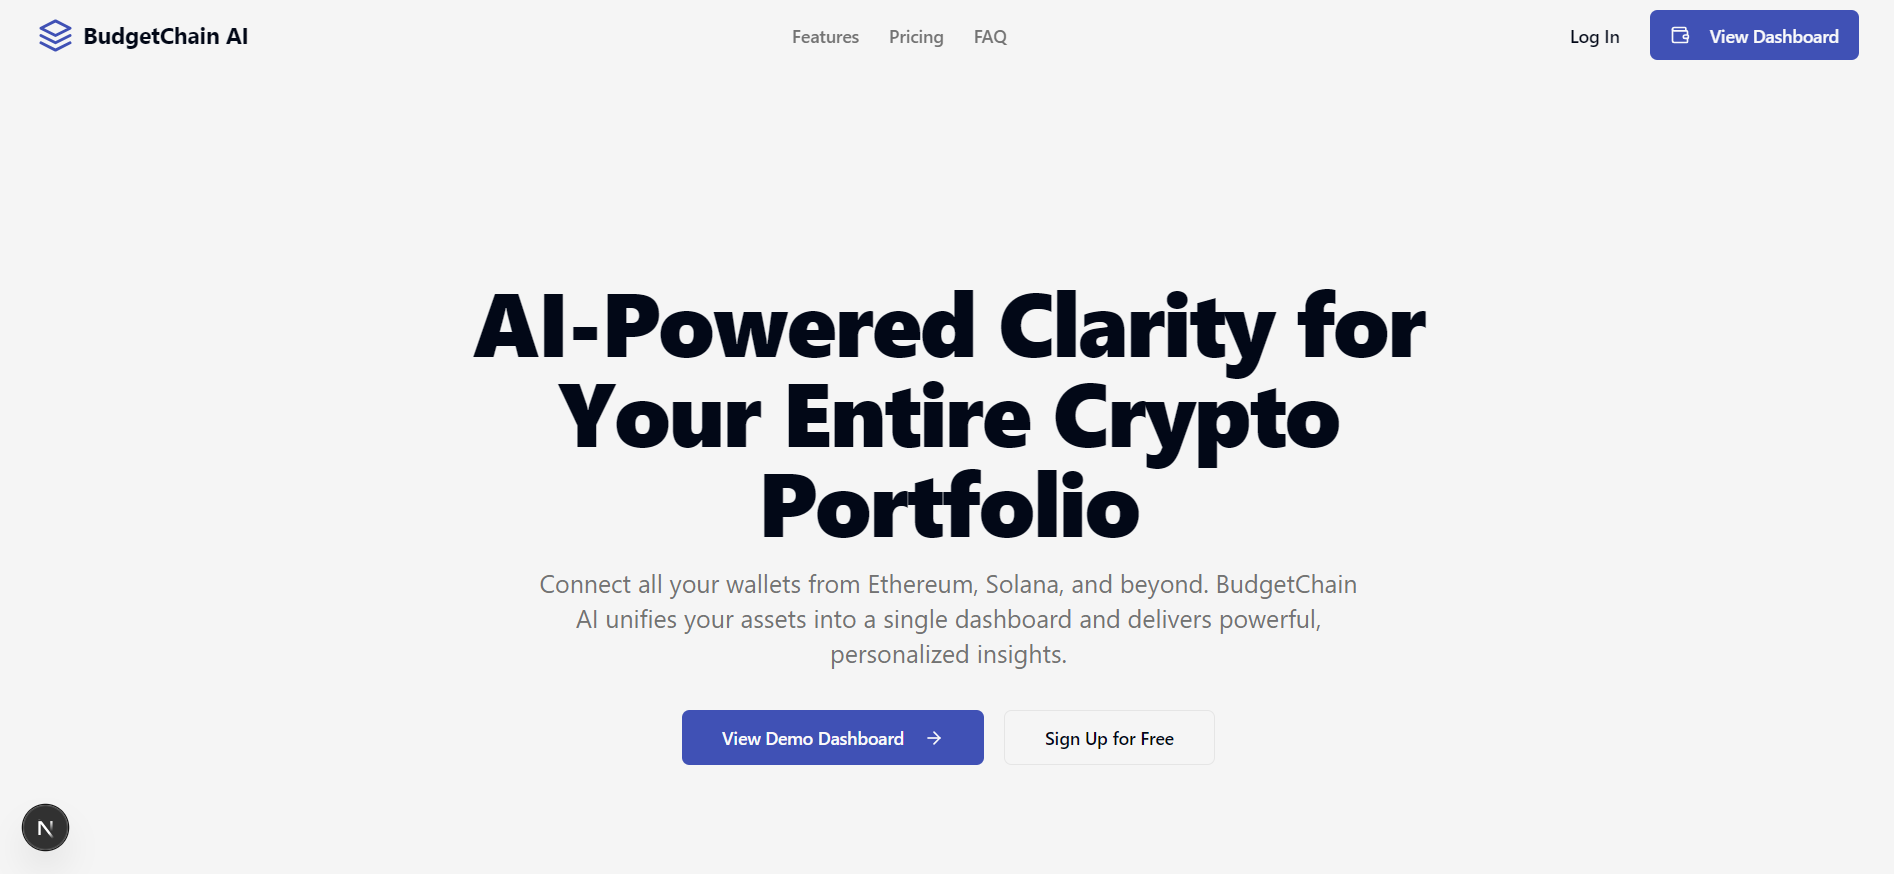 BudgetChain AI
Features
Pricing
FAQ
Log In
View Dashboard
AI-Powered Clarity for
Your Entire Crypto
Portfolio
Connect all your wallets from Ethereum, Solana, and beyond. BudgetChain
AI unifies your assets into a single dashboard and delivers powerful,
personalized insights.
View Demo Dashboard
Sign Up for Free
N